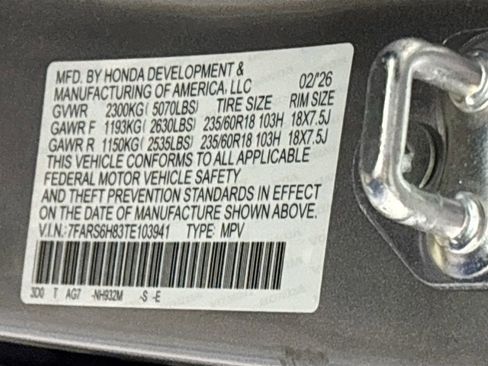 MFD. BY HONDA DEVELOPMENT &
MANUFACTURING OF AMERICA, LLC 02/'26
GVWR 2300KG (5070LBS) TIRE SIZE RIM SIZE
GAWR F 1193KG (2630LBS) 235/60R18 103H 18X7.5J
GAWR R 1150KG (2535LBS) 235/60R18 103H 18X7.5J
THIS VEHICLE CONFORMS TO ALL APPLICABLE
FEDERAL MOTOR VEHICLE SAFETY
AND THEFT PREVENTION STANDARDS IN EFFECT
ON THE DATE OF MANUFACTURE SHOWN ABOVE.
V.I.N.: 7FARS6H83TE103941 TYPE: MPV
3D0 T AG7 -NH932M -S -E